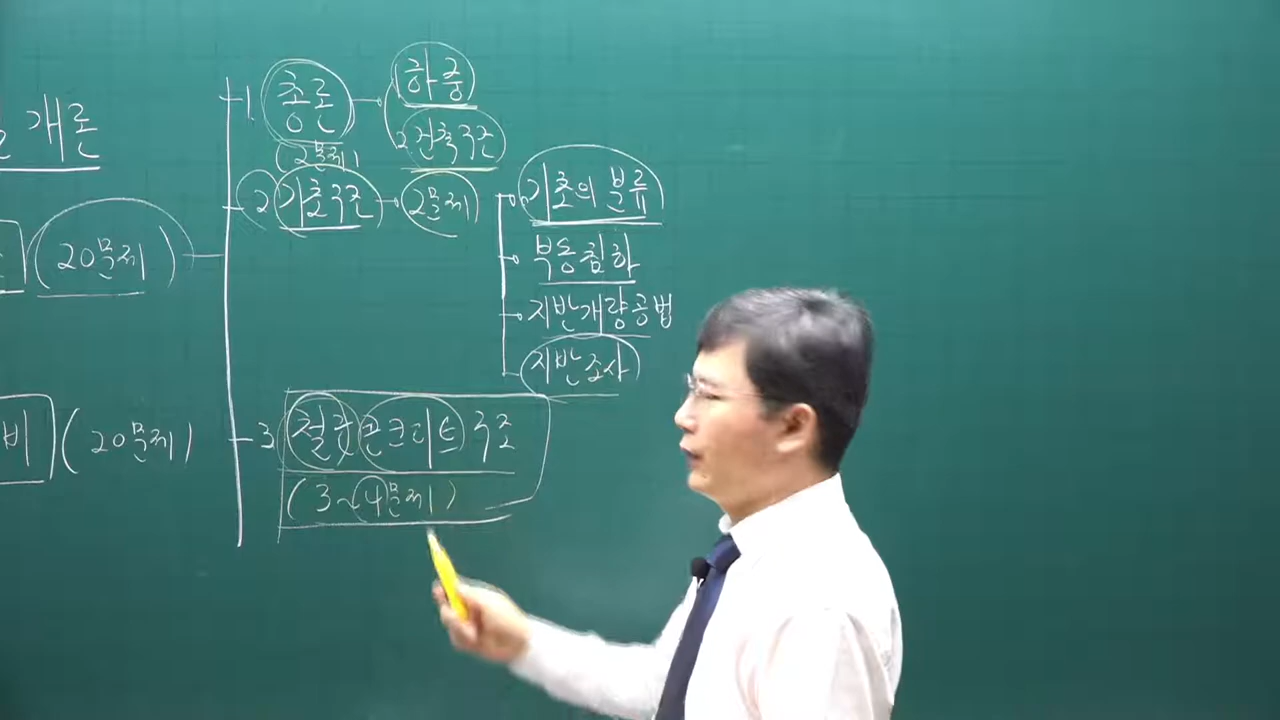 개론
(20문제)
비 (20문제)
1. 총론
(2문제)
하중
건축구조
2 기초구조
2문제
기초의 분류
부동침하
지반개량공법
지반조사
3 철근콘크리트구조
(3~4문제)